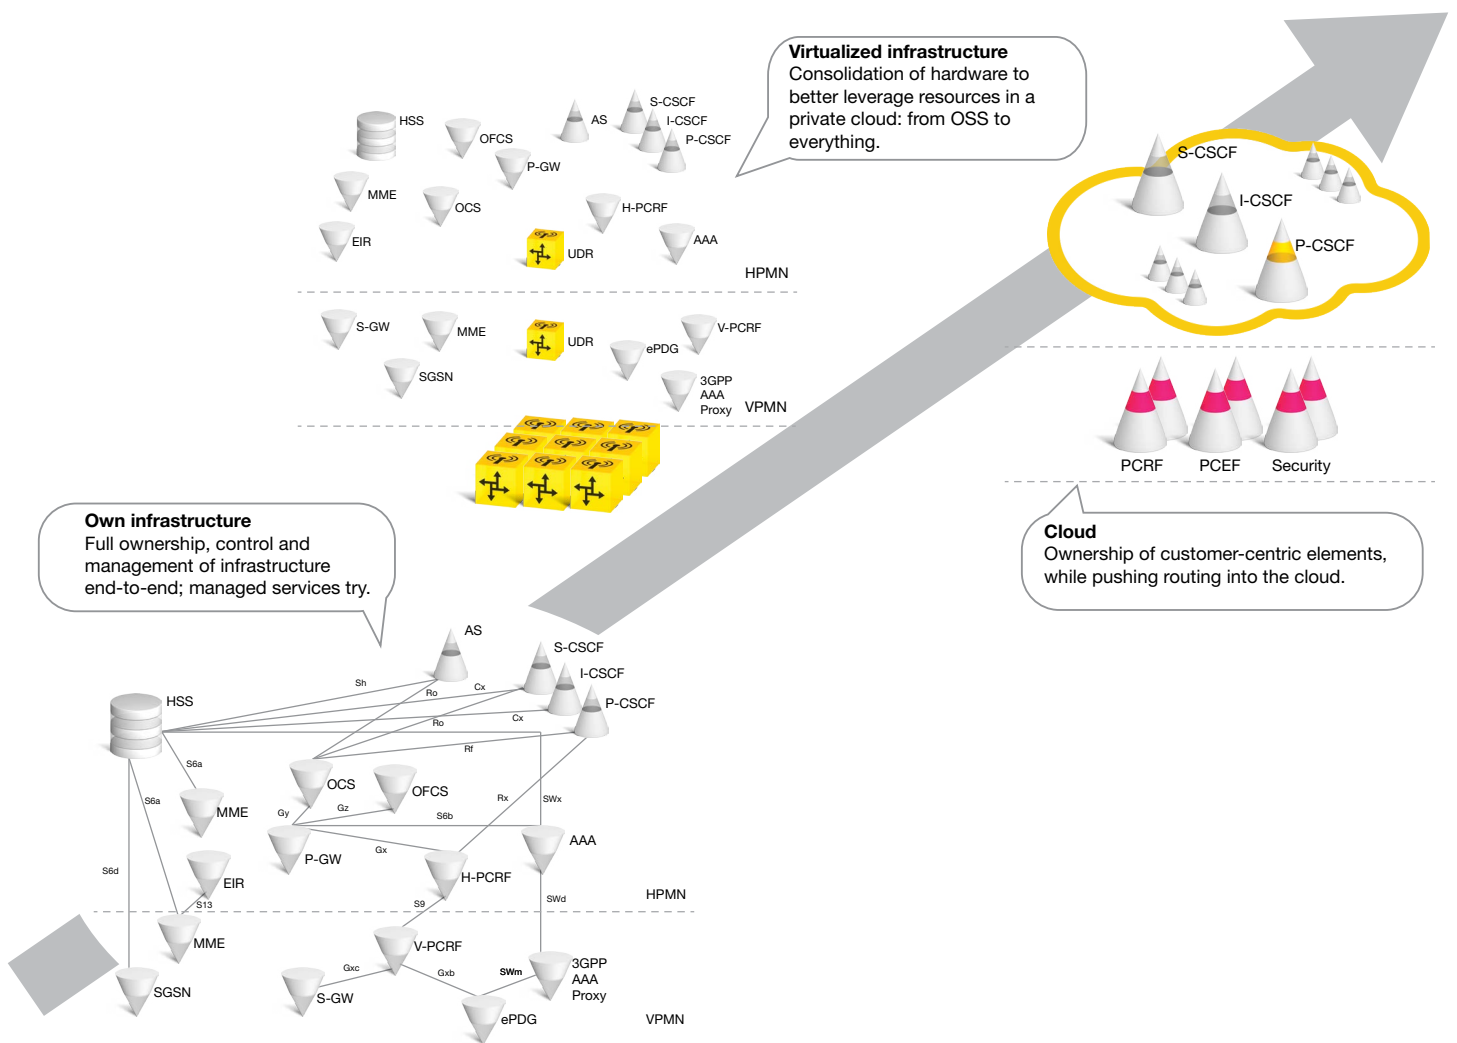 Virtualized infrastructure
Consolidation of hardware to
better leverage resources in a
private cloud: from OSS to
everything.
HSS
OFCS
AS
S-CSCF
I-CSCF
P-CSCF
P-GW
MME
OCS
H-PCRF
EIR
UDR
AAA
HPMN
S-GW
MME
UDR
V-PCRF
ePDG
SGSN
3GPP
AAA
Proxy
VPMN
S-CSCF
I-CSCF
P-CSCF
PCRF
PCEF
Security
Cloud
Ownership of customer-centric elements,
while pushing routing into the cloud.
Own infrastructure
Full ownership, control and
management of infrastructure
end-to-end; managed services try.
AS
S-CSCF
I-CSCF
P-CSCF
HSS
Sh
Ro
Cx
Cx
Ro
Rf
S6a
S6a
OCS
OFCS
MME
Gy
Gz
S6b
Rx
SWx
P-GW
Gx
H-PCRF
AAA
S6d
EIR
S13
S9
SWd
HPMN
MME
V-PCRF
SGSN
Gxc
S-GW
Gxb
SWm
3GPP
AAA
Proxy
ePDG
VPMN